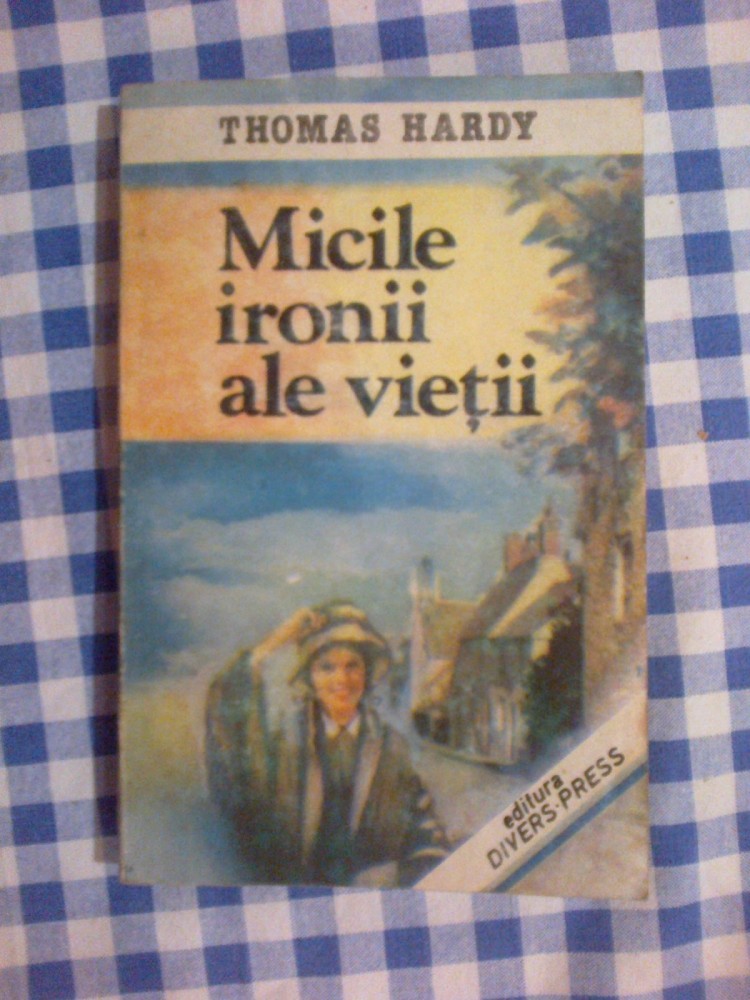 THOMAS HARDY
Micile
ironii
ale vieții
editura
DIVERS·PRESS